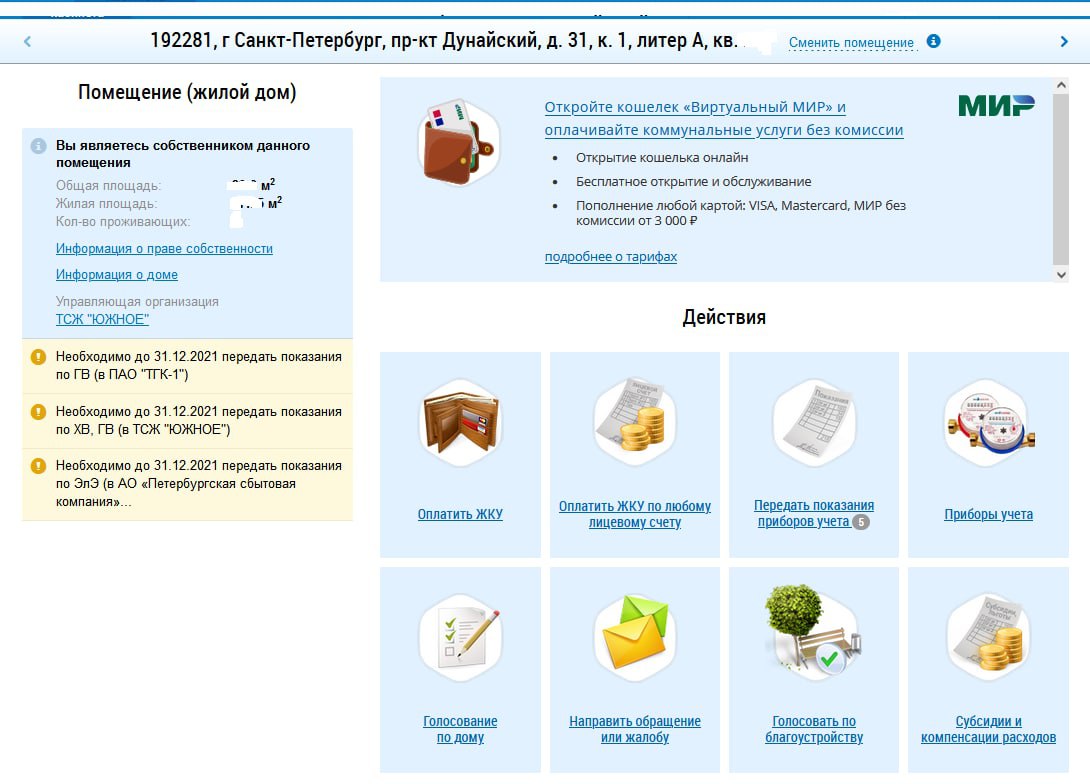 192281, г Санкт-Петербург, пр-кт Дунайский, д. 31, к. 1, литер А, кв.
Сменить помещение
Помещение (жилой дом)
Вы являетесь собственником данного
помещения
Общая площадь: м2
Жилая площадь: м2
Кол-во проживающих:
Информация о праве собственности
Информация о доме
Управляющая организация
ТСЖ "ЮЖНОЕ"
Необходимо до 31.12.2021 передать показания
по ГВ (в ПАО "ТГК-1")
Необходимо до 31.12.2021 передать показания
по ХВ, ГВ (в ТСЖ "ЮЖНОЕ")
Необходимо до 31.12.2021 передать показания
по ЭлЭ (в АО «Петербургская сбытовая
компания»...
Откройте кошелек «Виртуальный МИР» и
оплачивайте коммунальные услуги без комиссии
МИР
• Открытие кошелька онлайн
• Бесплатное открытие и обслуживание
• Пополнение любой картой: VISA, Mastercard, МИР без
комиссии от 3 000 ₽
подробнее о тарифах
Действия
Оплатить ЖКУ
Оплатить ЖКУ по любому
лицевому счету
Показания
Передать показания
приборов учета 5
Приборы учета
Голосование
по дому
Направить обращение
или жалобу
Голосовать по
благоустройству
Субсидии,
льготы
Субсидии и
компенсации расходов